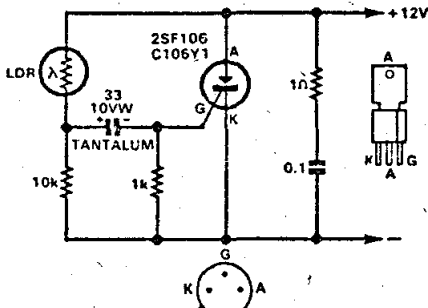 +12V
2SF106
C106Y1
A
LDR
λ
33
10VW
+
-
TANTALUM
G
K
1Ω
0.1
10k
1k
A
K
A
G
−
G
K
A